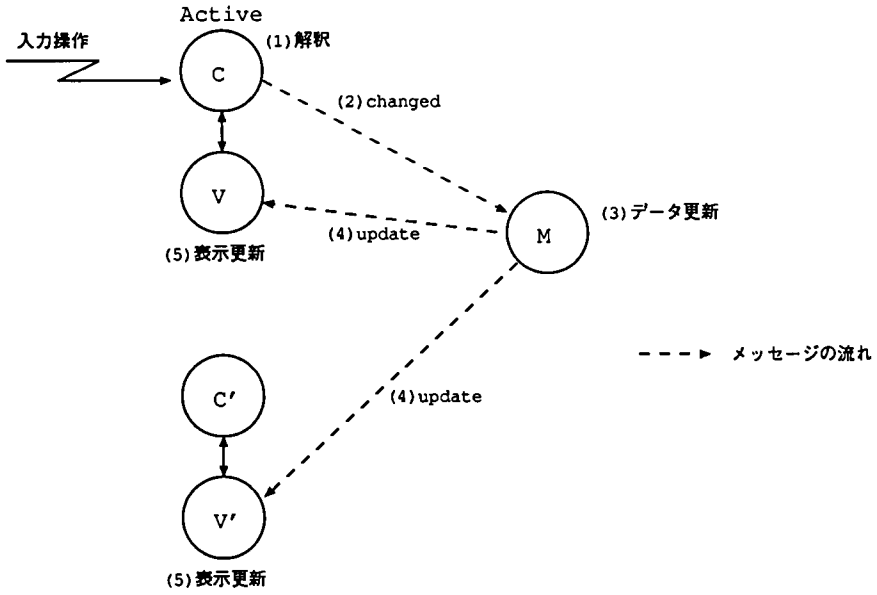 Active
入力操作
(1)解釈
C
(2)changed
V
(4)update
M
(3)データ更新
(5)表示更新
メッセージの流れ
C'
(4)update
V'
(5)表示更新